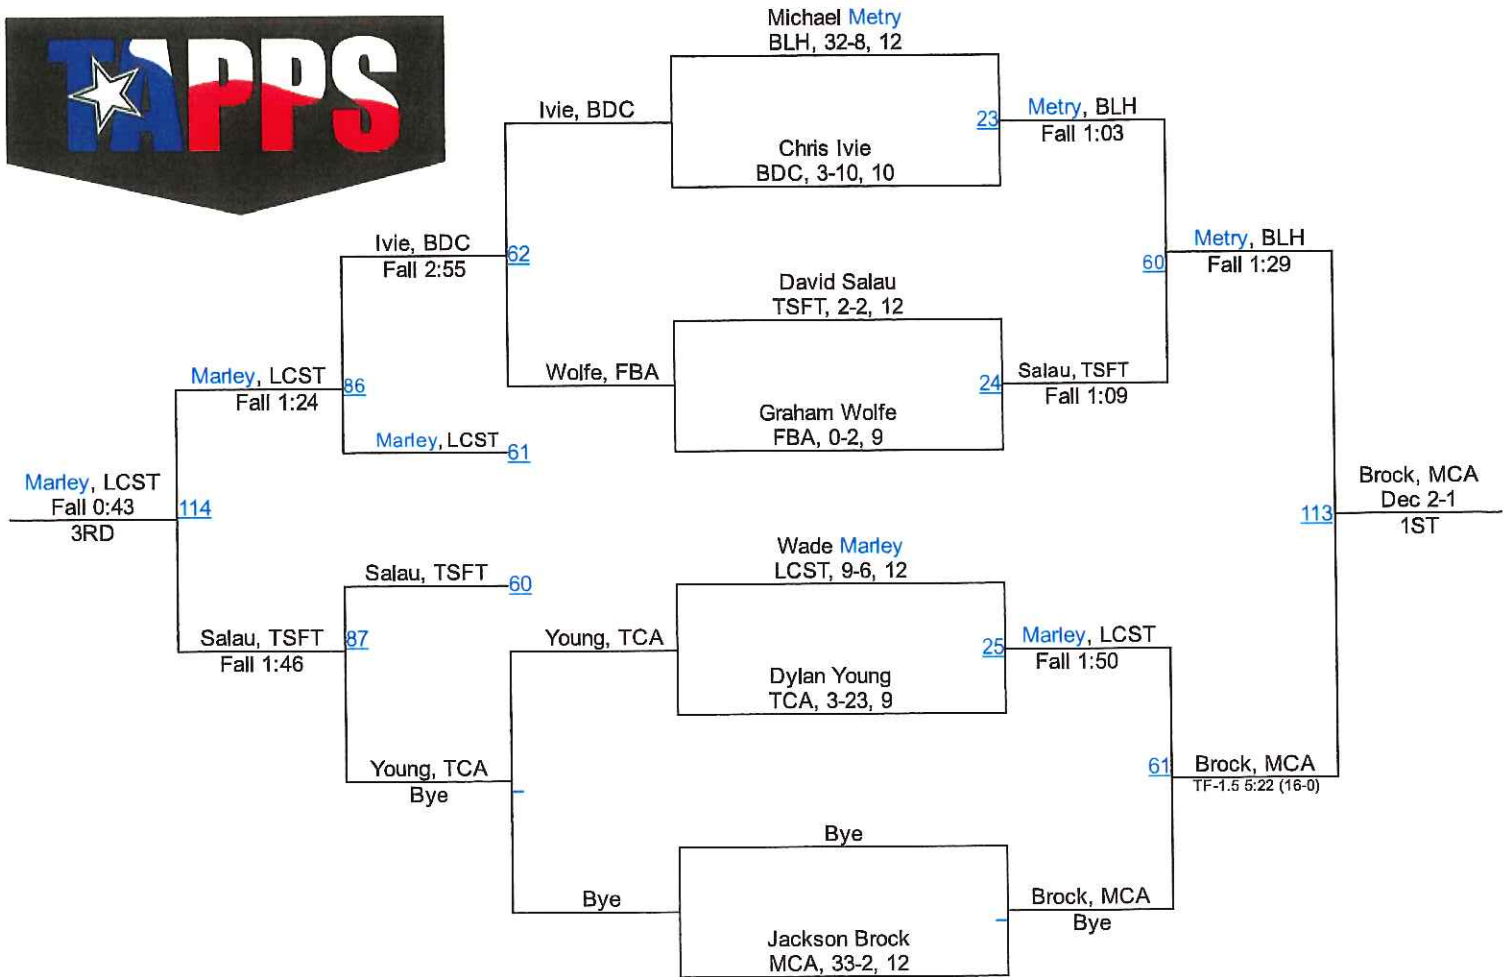 TAPPS
Michael Metry
BLH, 32-8, 12
Ivie, BDC
23
Metry, BLH
Fall 1:03
Chris Ivie
BDC, 3-10, 10
Ivie, BDC
Fall 2:55
62
Metry, BLH
Fall 1:29
60
David Salau
TSFT, 2-2, 12
Wolfe, FBA
24
Salau, TSFT
Fall 1:09
Graham Wolfe
FBA, 0-2, 9
Marley, LCST
Fall 1:24
86
Marley, LCST
61
Marley, LCST
Fall 0:43
3RD
114
113
Brock, MCA
Dec 2-1
1ST
Wade Marley
LCST, 9-6, 12
Salau, TSFT
60
Salau, TSFT
Fall 1:46
87
Young, TCA
25
Marley, LCST
Fall 1:50
Dylan Young
TCA, 3-23, 9
Young, TCA
Bye
61
Brock, MCA
TF-1.5 5:22 (16-0)
Bye
Bye
Brock, MCA
Bye
Jackson Brock
MCA, 33-2, 12